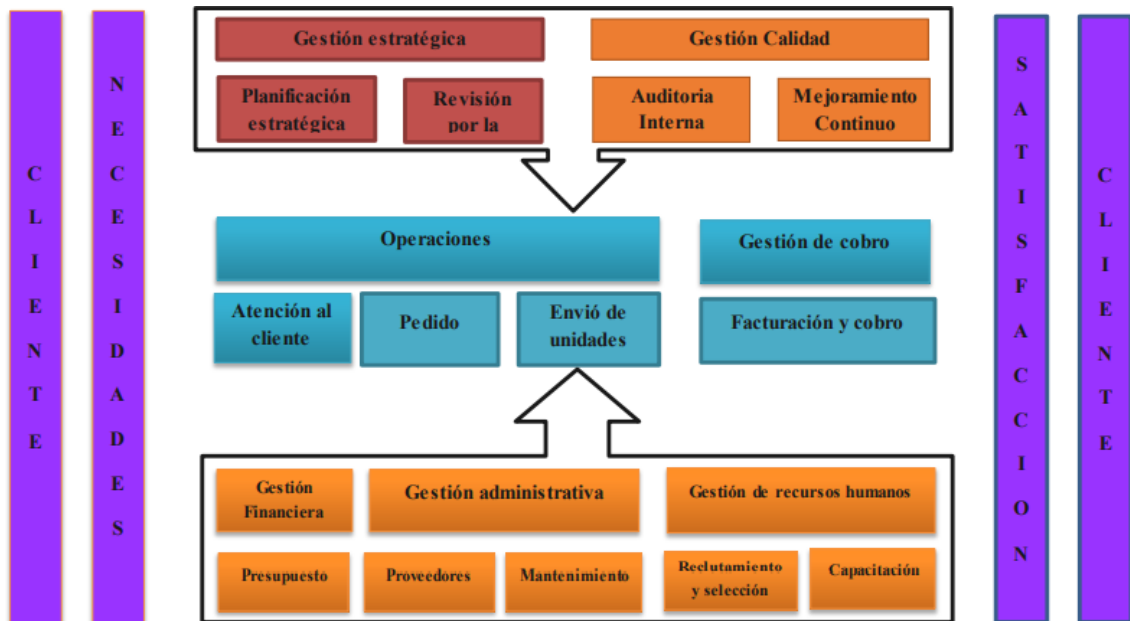 CLIENTE
NECESIDADES
Gestión estratégica
Gestión Calidad
Planificación
estratégica
Revisión
por la
Auditoria
Interna
Mejoramiento
Continuo
Operaciones
Gestión de cobro
Atención al
cliente
Pedido
Envió de
unidades
Facturación y cobro
Gestión
Financiera
Gestión administrativa
Gestión de recursos humanos
Presupuesto
Proveedores
Mantenimiento
Reclutamiento
y selección
Capacitación
SATISFACCION
CLIENTE